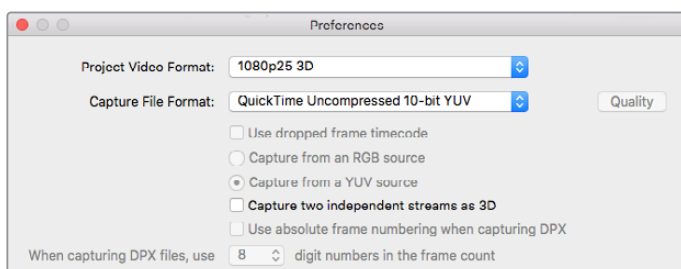 Preferences
Project Video Format: 1080p25 3D
Capture File Format: QuickTime Uncompressed 10-bit YUV Quality
Use dropped frame timecode
Capture from an RGB source
Capture from a YUV source
Capture two independent streams as 3D
Use absolute frame numbering when capturing DPX
When capturing DPX files, use 8 digit numbers in the frame count